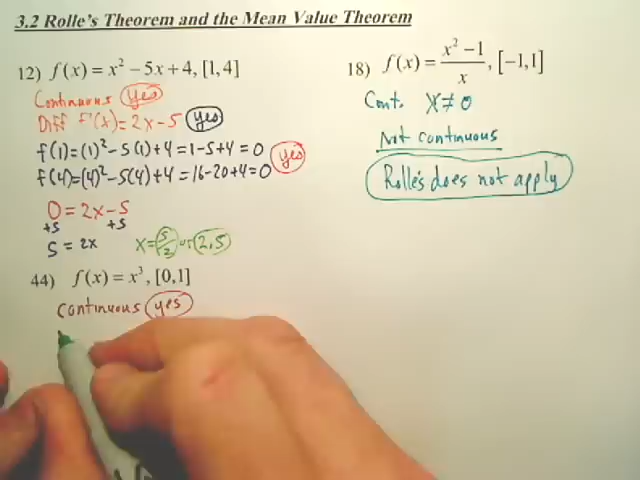 3.2 Rolle's Theorem and the Mean Value Theorem
12) f(x) = x² − 5x + 4, [1, 4]
Continuous yes
Diff f'(x) = 2x − 5 yes
f(1) = (1)² − 5(1) + 4 = 1 − 5 + 4 = 0
f(4) = (4)² − 5(4) + 4 = 16 − 20 + 4 = 0
yes
0 = 2x − 5
+5 +5
5 = 2x x = 5/2 or 2.5
44) f(x) = x³, [0,1]
continuous yes
18) f(x) = (x² − 1)/x, [−1,1]
Cont. x ≠ 0
Not continuous
Rolle's does not apply